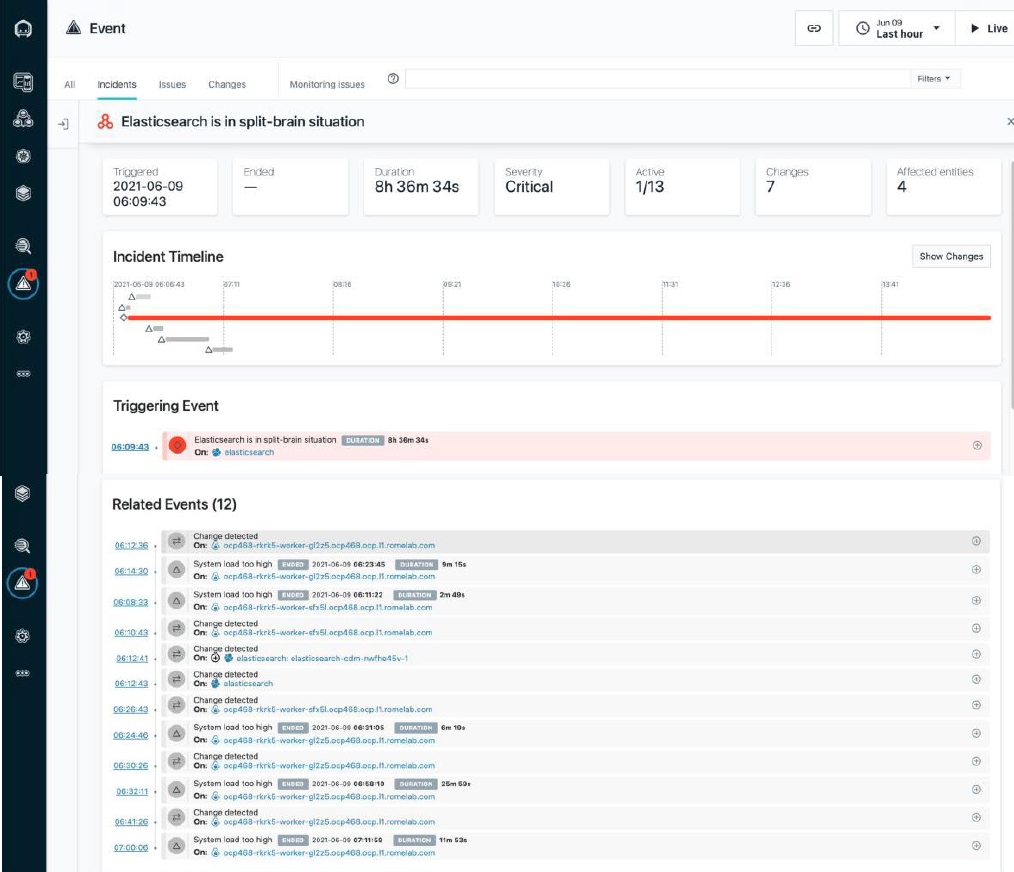 Event
Jun 09
Last hour
Live
All
Incidents
Issues
Changes
Monitoring issues
Filters
Elasticsearch is in split-brain situation
Triggered
2021-06-09
06:09:43
Ended
—
Duration
8h 36m 34s
Severity
Critical
Active
1/13
Changes
7
Affected entities
4
Incident Timeline
Show Changes
2021-06-09 06:06:43
07:11
08:16
09:21
10:26
11:31
12:36
13:41
Triggering Event
06:09:43
Elasticsearch is in split-brain situation DURATION 8h 36m 34s
On: elasticsearch
Related Events (12)
06:12:36
Change detected
On: ocp468-rkrk5-worker-gl2z5.ocp468.ocp.l1.romelab.com
06:14:30
System load too high ENDED 2021-06-09 06:23:45 DURATION 9m 15s
On: ocp468-rkrk5-worker-gl2z5.ocp468.ocp.l1.romelab.com
06:08:33
System load too high ENDED 2021-06-09 06:11:22 DURATION 2m 49s
On: ocp468-rkrk5-worker-sfx5l.ocp468.ocp.l1.romelab.com
06:10:43
Change detected
On: ocp468-rkrk5-worker-sfx5l.ocp468.ocp.l1.romelab.com
06:12:41
Change detected
On: elasticsearch: elasticsearch-cdm-nwfhe45v-1
06:12:43
Change detected
On: elasticsearch
06:26:43
Change detected
On: ocp468-rkrk5-worker-sfx5l.ocp468.ocp.l1.romelab.com
06:24:46
System load too high ENDED 2021-06-09 06:31:05 DURATION 6m 19s
On: ocp468-rkrk5-worker-gl2z5.ocp468.ocp.l1.romelab.com
06:30:26
Change detected
On: ocp468-rkrk5-worker-gl2z5.ocp468.ocp.l1.romelab.com
06:32:11
System load too high ENDED 2021-06-09 06:58:10 DURATION 25m 59s
On: ocp468-rkrk5-worker-gl2z5.ocp468.ocp.l1.romelab.com
06:41:26
Change detected
On: ocp468-rkrk5-worker-gl2z5.ocp468.ocp.l1.romelab.com
07:00:06
System load too high ENDED 2021-06-09 07:11:59 DURATION 11m 53s
On: ocp468-rkrk5-worker-gl2z5.ocp468.ocp.l1.romelab.com